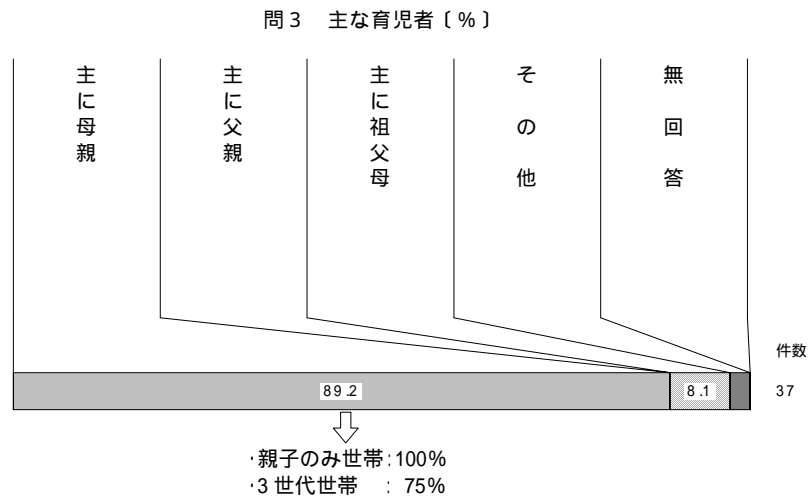 問3 主な育児者〔%〕
主に母親
主に父親
主に祖父母
その他
無回答
件数
89.2
8.1
37
・親子のみ世帯:100%
・3世代世帯 : 75%